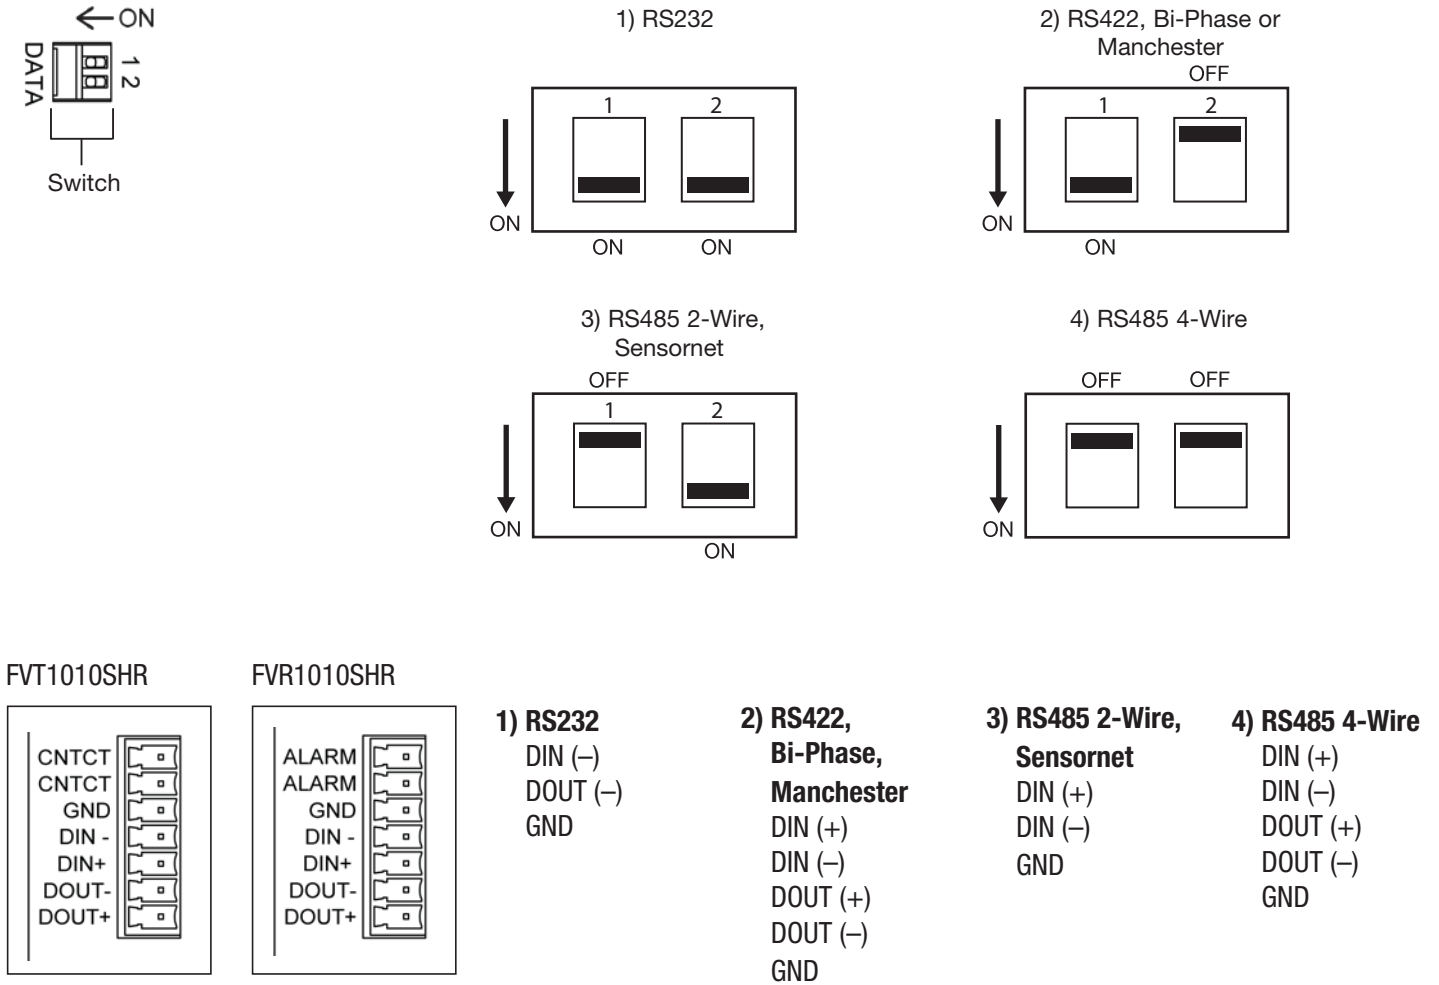 ON
DATA
1 2
Switch
1) RS232
1 2
ON
ON ON
2) RS422, Bi-Phase or
Manchester
OFF
1 2
ON
ON
3) RS485 2-Wire,
Sensornet
OFF
1 2
ON
ON
4) RS485 4-Wire
OFF OFF
ON
FVT1010SHR
CNTCT
CNTCT
GND
DIN -
DIN+
DOUT-
DOUT+
FVR1010SHR
ALARM
ALARM
GND
DIN -
DIN+
DOUT-
DOUT+
1) RS232
DIN (–)
DOUT (–)
GND
2) RS422,
Bi-Phase,
Manchester
DIN (+)
DIN (–)
DOUT (+)
DOUT (–)
GND
3) RS485 2-Wire,
Sensornet
DIN (+)
DIN (–)
GND
4) RS485 4-Wire
DIN (+)
DIN (–)
DOUT (+)
DOUT (–)
GND